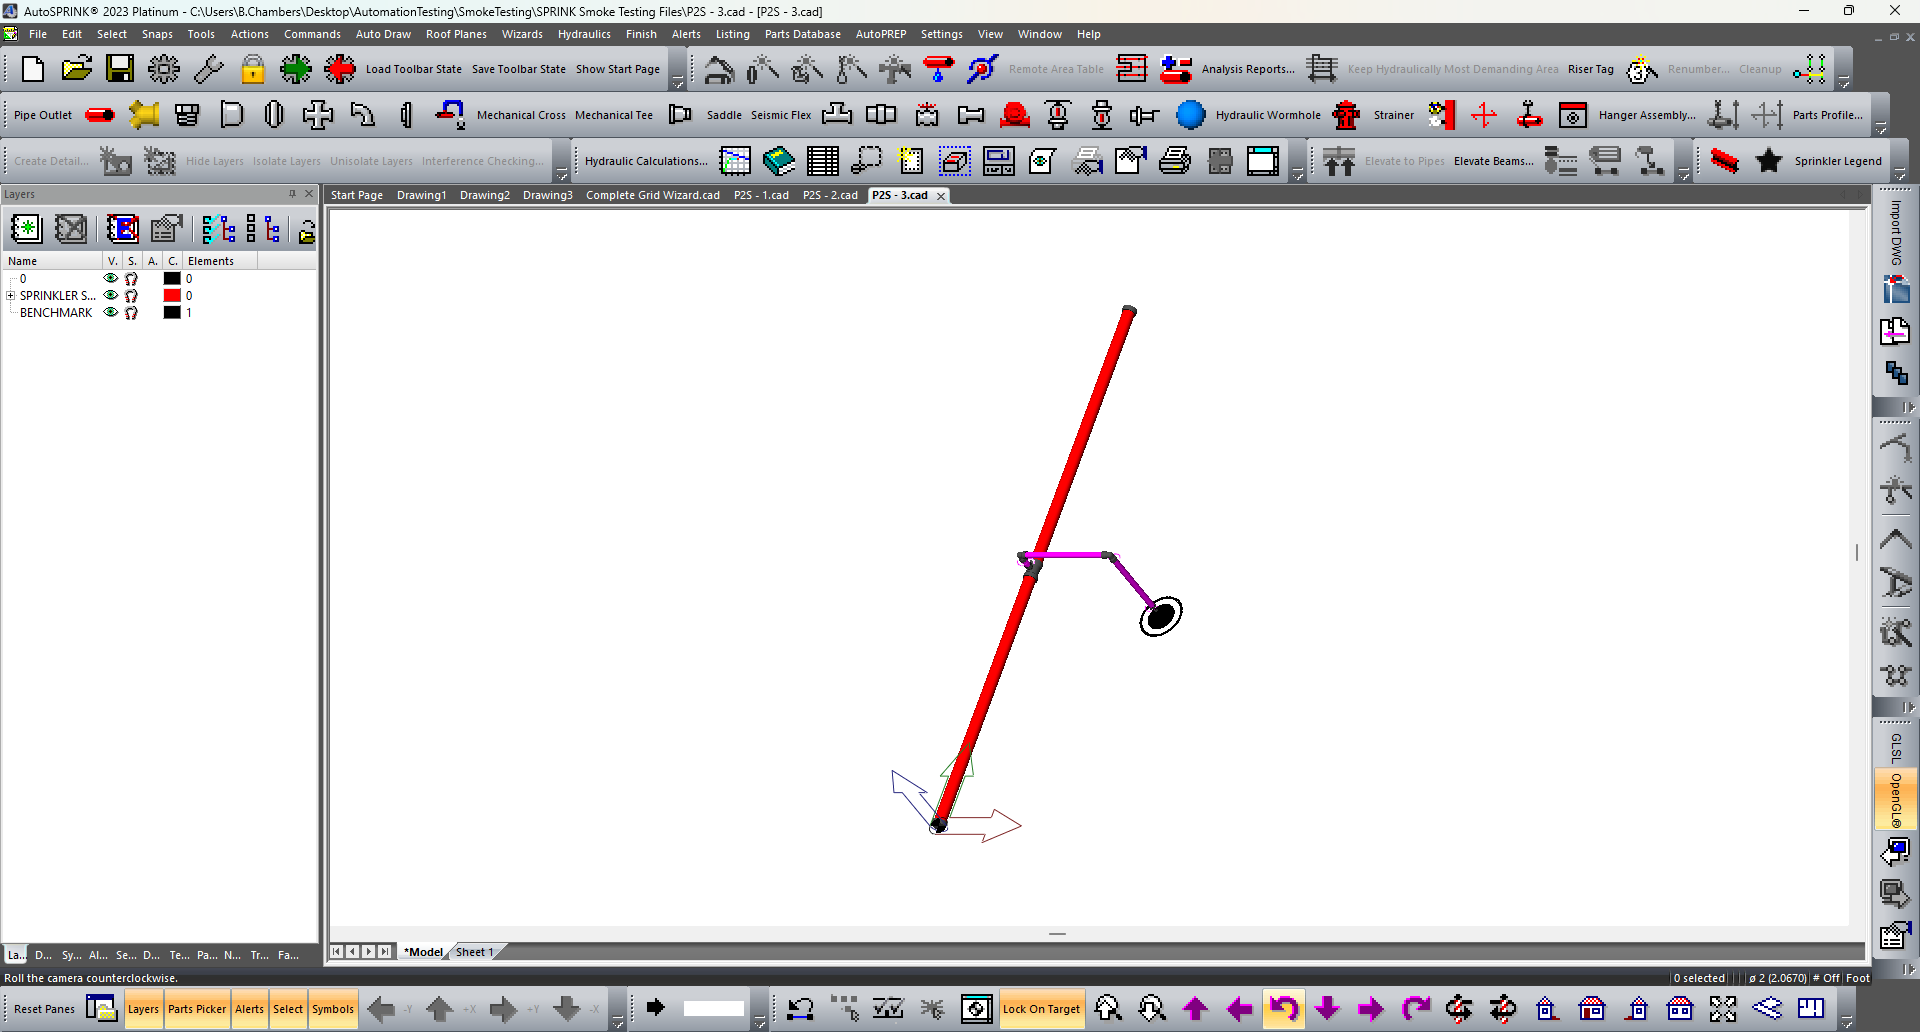 AutoSPRINK® 2023 Platinum - C:\Users\B.Chambers\Desktop\AutomationTesting\SmokeTesting\SPRINK Smoke Testing Files\P2S - 3.cad - [P2S - 3.cad]
File Edit Select Snaps Tools Actions Commands Auto Draw Roof Planes Wizards Hydraulics Finish Alerts Listing Parts Database AutoPREP Settings View Window Help
Load Toolbar State Save Toolbar State Show Start Page Remote Area Table Analysis Reports... Keep Hydraulically Most Demanding Area Riser Tag Renumber... Cleanup
Pipe Outlet Mechanical Cross Mechanical Tee Saddle Seismic Flex Hydraulic Wormhole Strainer Hanger Assembly... Parts Profile...
Create Detail... Hide Layers Isolate Layers Unisolate Layers Interference Checking... Hydraulic Calculations... Elevate to Pipes Elevate Beams... Sprinkler Legend
Layers
Start Page Drawing1 Drawing2 Drawing3 Complete Grid Wizard.cad P2S - 1.cad P2S - 2.cad P2S - 3.cad
Import DWG
Name V. S. A. C. Elements
0 0
SPRINKLER S... 0
BENCHMARK 1
GLSL
OpenGL®
La... D... Sy... Al... Se... D... Te... Pa... N... Tr... Fa...
*Model Sheet 1
Roll the camera counterclockwise.
0 selected ø 2 (2.0670) # Off Foot
Reset Panes Layers Parts Picker Alerts Select Symbols -Y +X +Y -X Lock On Target